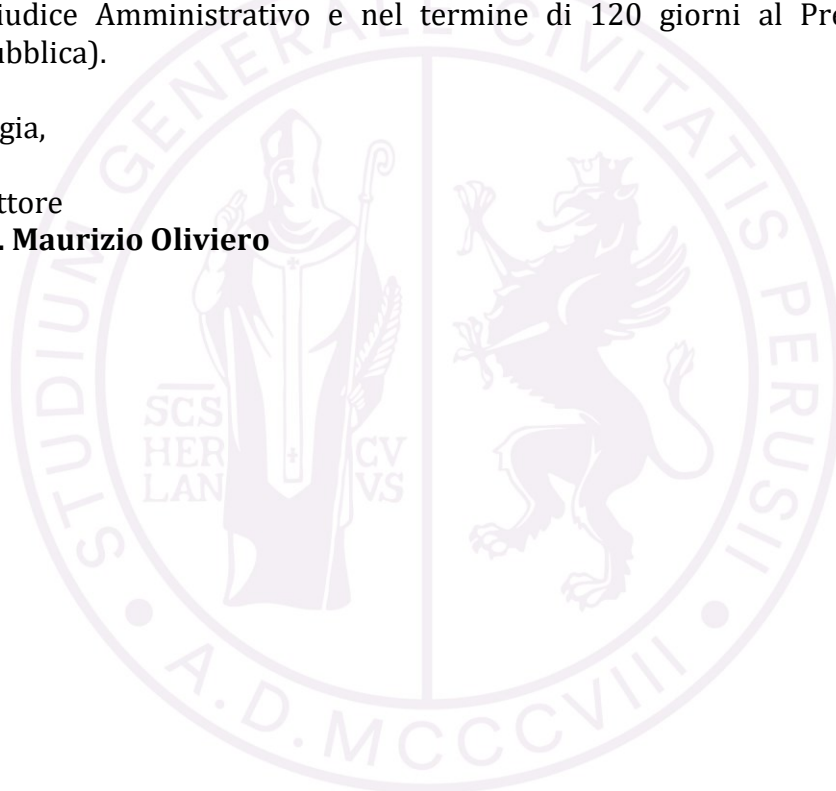 iudice Amministrativo e nel termine di 120 giorni al Pre
ubblica).
gia,
ttore
. Maurizio Oliviero
STUDIUM GENERALE CIVITATIS PERUSII
SCS
HER CV
LAN VS
• A.D. MCCCVIII •